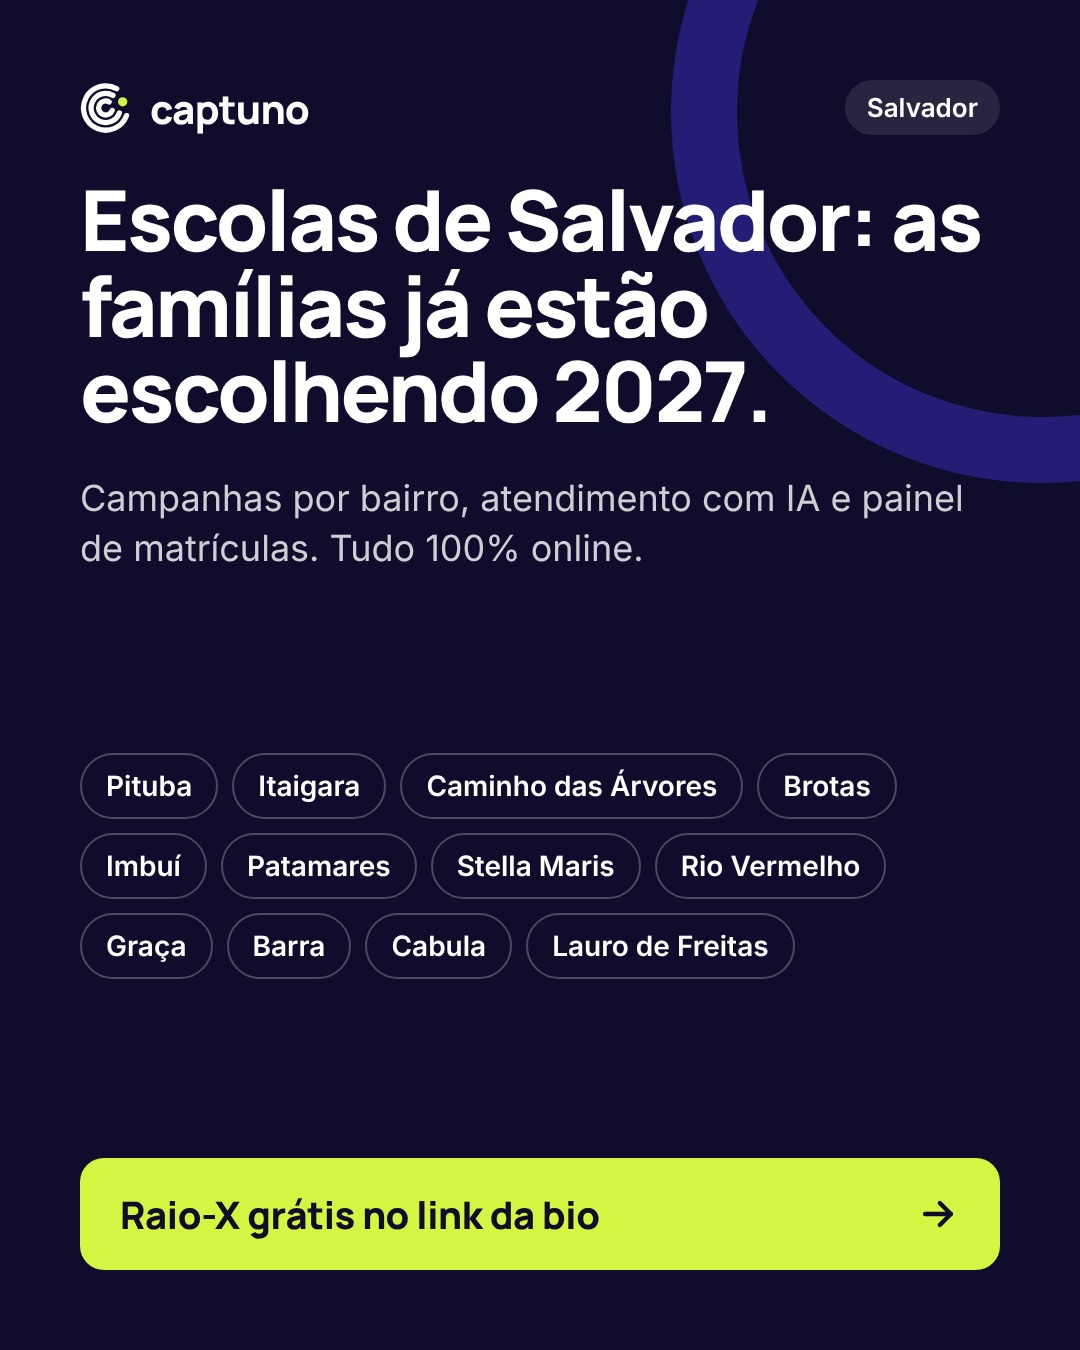 captuno
Salvador
Escolas de Salvador: as
famílias já estão
escolhendo 2027.
Campanhas por bairro, atendimento com IA e painel
de matrículas. Tudo 100% online.
Pituba Itaigara Caminho das Árvores Brotas
Imbuí Patamares Stella Maris Rio Vermelho
Graça Barra Cabula Lauro de Freitas
Raio-X grátis no link da bio →